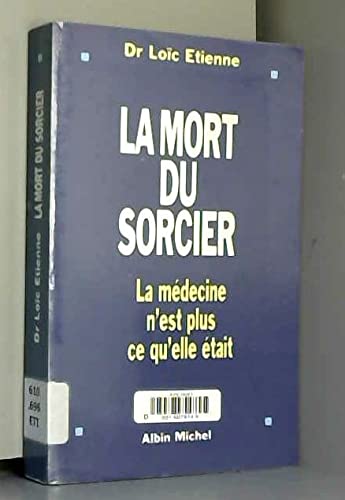 Dr Loïc Etienne
LA MORT
DU
SORCIER
La médecine
n'est plus
ce qu'elle était
Albin Michel
Dr Loïc Etienne LA MORT DU SORCIER
610
.696
ETI